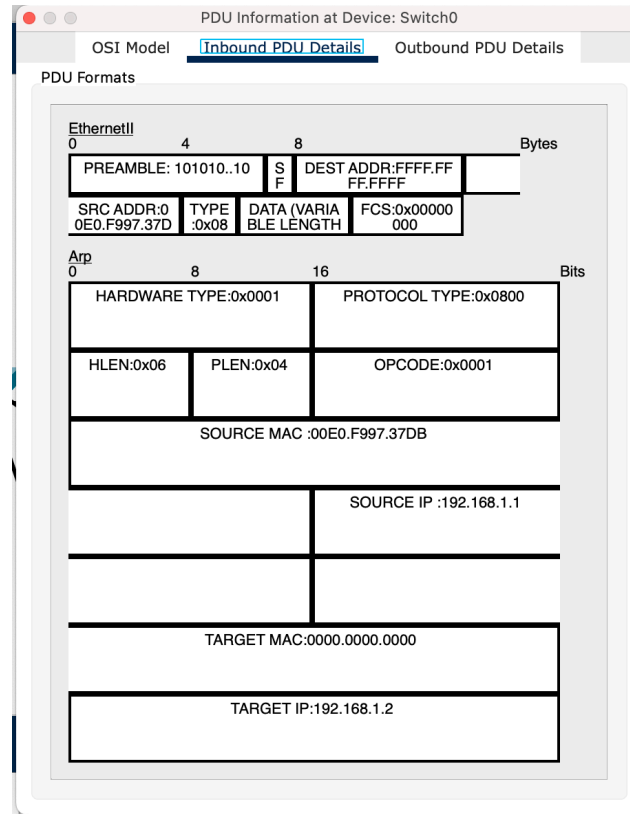 PDU Information at Device: Switch0
OSI Model Inbound PDU Details Outbound PDU Details
PDU Formats
EthernetII
0 4 8 Bytes
PREAMBLE: 101010..10 S DEST ADDR:FFFF.FF
F FF.FFFF
SRC ADDR:0 TYPE DATA (VARIA FCS:0x00000
0E0.F997.37D :0x08 BLE LENGTH 000
Arp
0 8 16 Bits
HARDWARE TYPE:0x0001 PROTOCOL TYPE:0x0800
HLEN:0x06 PLEN:0x04 OPCODE:0x0001
SOURCE MAC :00E0.F997.37DB
SOURCE IP :192.168.1.1
TARGET MAC:0000.0000.0000
TARGET IP:192.168.1.2